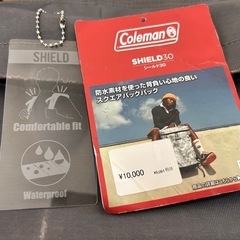 SHIELD
Comfortable fit
Waterproof
Coleman
SHIELD30
シールド30
防水素材を使った背負い心地の良い
スクエアバックパック
¥10,000